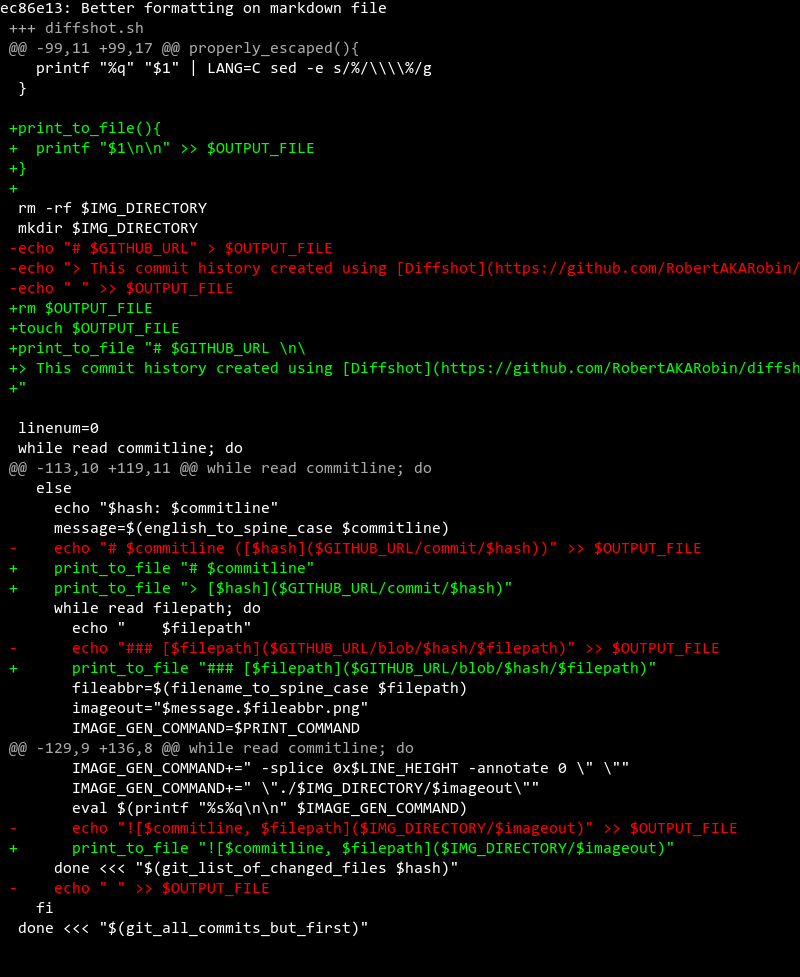 ec86e13: Better formatting on markdown file
+++ diffshot.sh
@@ -99,11 +99,17 @@ properly_escaped(){
   printf "%q" "$1" | LANG=C sed -e s/%/\\\\%/g
 }

+print_to_file(){
+  printf "$1\n\n" >> $OUTPUT_FILE
+}
+
 rm -rf $IMG_DIRECTORY
 mkdir $IMG_DIRECTORY
-echo "# $GITHUB_URL" > $OUTPUT_FILE
-echo "> This commit history created using [Diffshot](https://github.com/RobertAKARobin/
-echo " " >> $OUTPUT_FILE
+rm $OUTPUT_FILE
+touch $OUTPUT_FILE
+print_to_file "# $GITHUB_URL \n\
+> This commit history created using [Diffshot](https://github.com/RobertAKARobin/diffsh
+"

 linenum=0
 while read commitline; do
@@ -113,10 +119,11 @@ while read commitline; do
   else
     echo "$hash: $commitline"
     message=$(english_to_spine_case $commitline)
-    echo "# $commitline ([$hash]($GITHUB_URL/commit/$hash))" >> $OUTPUT_FILE
+    print_to_file "# $commitline"
+    print_to_file "> [$hash]($GITHUB_URL/commit/$hash)"
     while read filepath; do
       echo "    $filepath"
-      echo "### [$filepath]($GITHUB_URL/blob/$hash/$filepath)" >> $OUTPUT_FILE
+      print_to_file "### [$filepath]($GITHUB_URL/blob/$hash/$filepath)"
       fileabbr=$(filename_to_spine_case $filepath)
       imageout="$message.$fileabbr.png"
       IMAGE_GEN_COMMAND=$PRINT_COMMAND
@@ -129,9 +136,8 @@ while read commitline; do
       IMAGE_GEN_COMMAND+=" -splice 0x$LINE_HEIGHT -annotate 0 \" \""
       IMAGE_GEN_COMMAND+=" \"./$IMG_DIRECTORY/$imageout\""
       eval $(printf "%s%q\n\n" $IMAGE_GEN_COMMAND)
-      echo "![$commitline, $filepath]($IMG_DIRECTORY/$imageout)" >> $OUTPUT_FILE
+      print_to_file "![$commitline, $filepath]($IMG_DIRECTORY/$imageout)"
     done <<< "$(git_list_of_changed_files $hash)"
-    echo " " >> $OUTPUT_FILE
   fi
 done <<< "$(git_all_commits_but_first)"